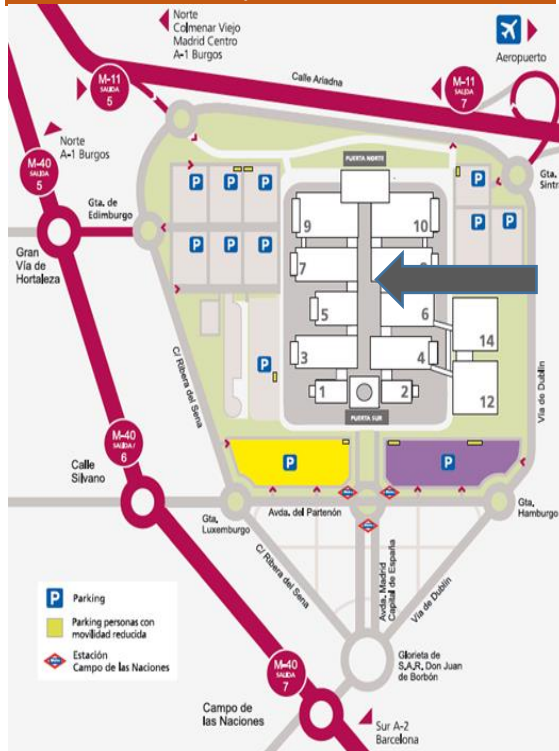 Norte
Colmenar Viejo
Madrid Centro
A-1 Burgos
Aeropuerto
Calle Ariadna
M-11
SALIDA
5
M-11
SALIDA
7
Norte
A-1 Burgos
M-40
SALIDA
5
Gta. de
Edimburgo
Gta.
Sintra
Gran
Vía de
Hortaleza
PUERTA NORTE
P
P
P
P
P
P
P
P
P
P
9
10
7
5
6
3
4
14
12
1
2
PUERTA SUR
C/ Ribera del Sena
Vía de Dublín
M-40
SALIDA/
6
Calle
Silvano
P
P
Gta.
Luxemburgo
Avda. del Partenón
Gta.
Hamburgo
C/ Ribera del Sena
Avda. Madrid
Capital de España
Vía de Dublín
P Parking
Parking personas con
movilidad reducida
Estación
Campo de las Naciones
Glorieta de
S.A.R. Don Juan
de Borbón
M-40
SALIDA
7
Campo de
las Naciones
Sur A-2
Barcelona